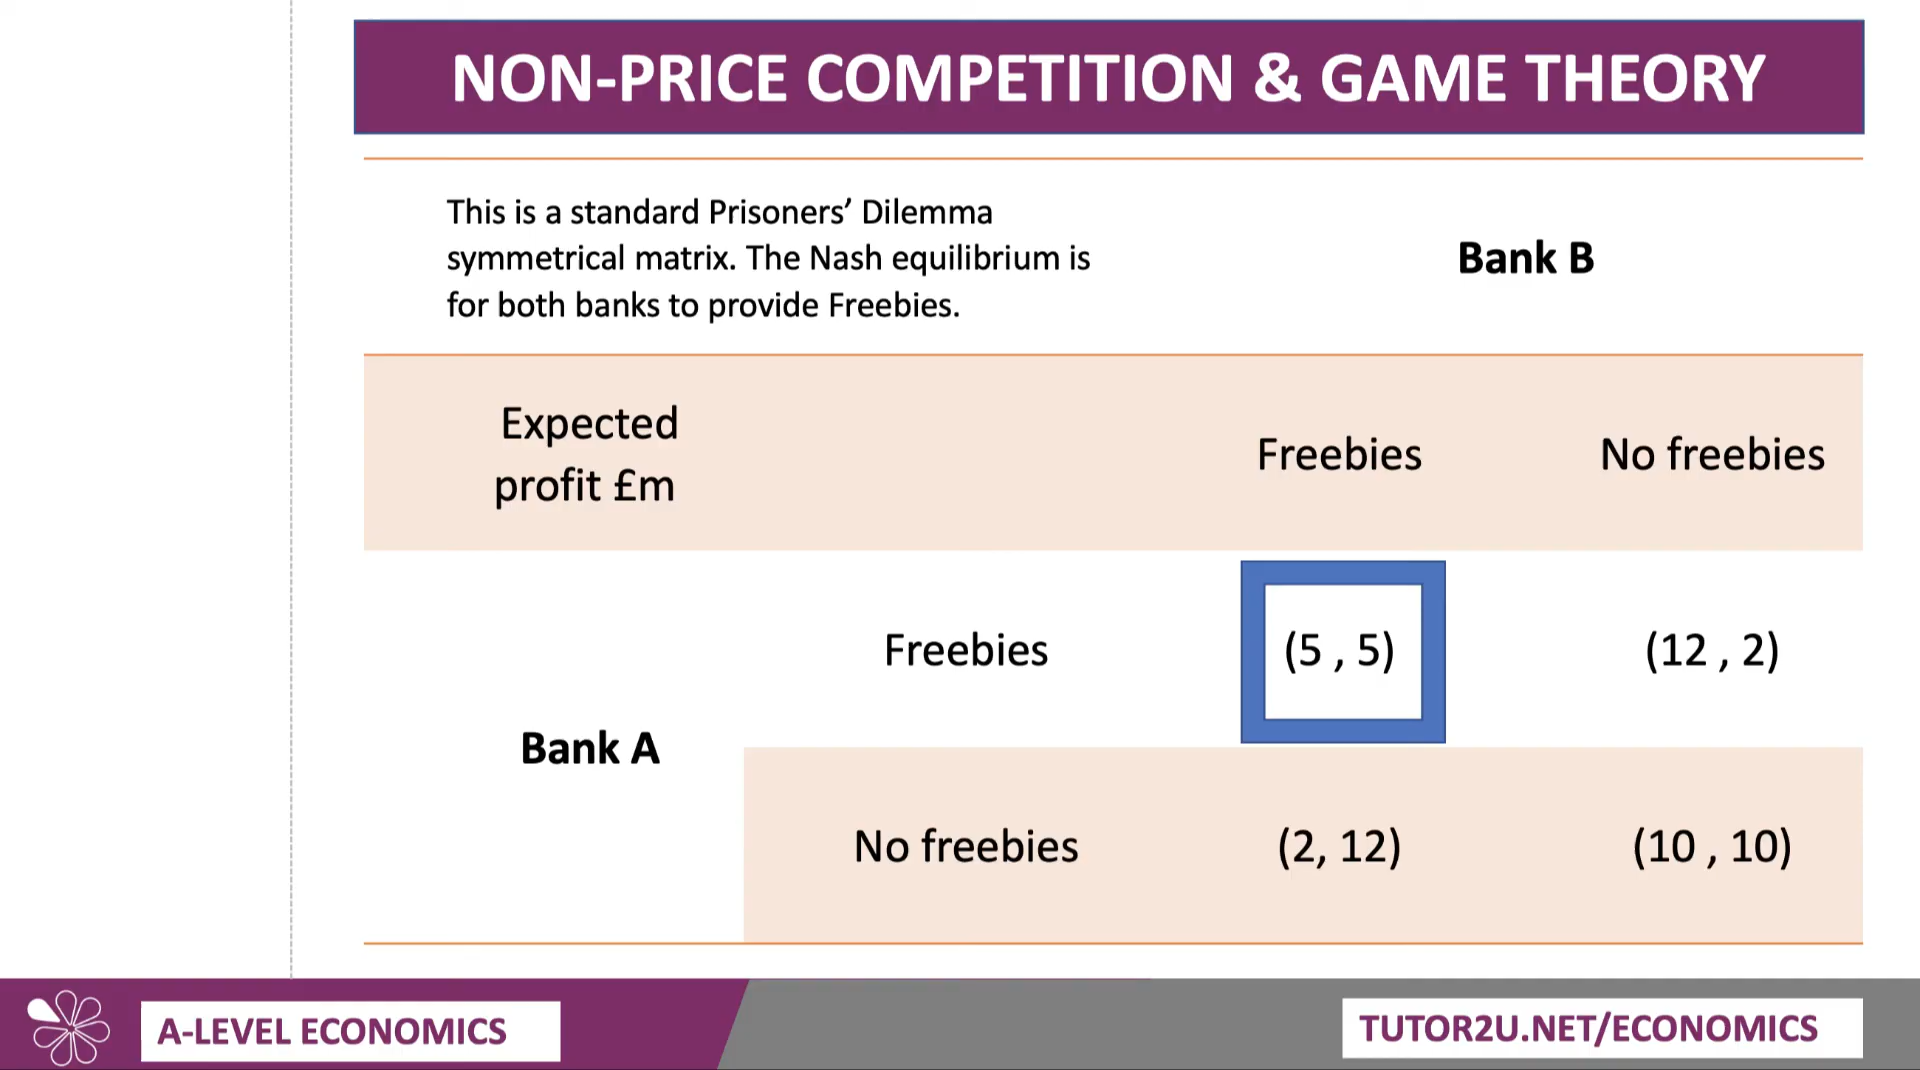 NON-PRICE COMPETITION & GAME THEORY
This is a standard Prisoners’ Dilemma
symmetrical matrix. The Nash equilibrium is
for both banks to provide Freebies.
Bank B
Expected
profit £m
Freebies
No freebies
Bank A
Freebies
(5 , 5)
(12 , 2)
No freebies
(2, 12)
(10 , 10)
A-LEVEL ECONOMICS
TUTOR2U.NET/ECONOMICS